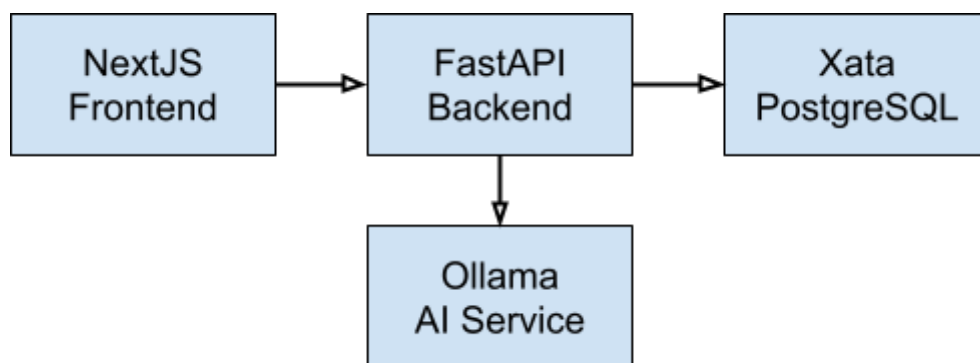 NextJS
Frontend
FastAPI
Backend
Xata
PostgreSQL
Ollama
AI Service